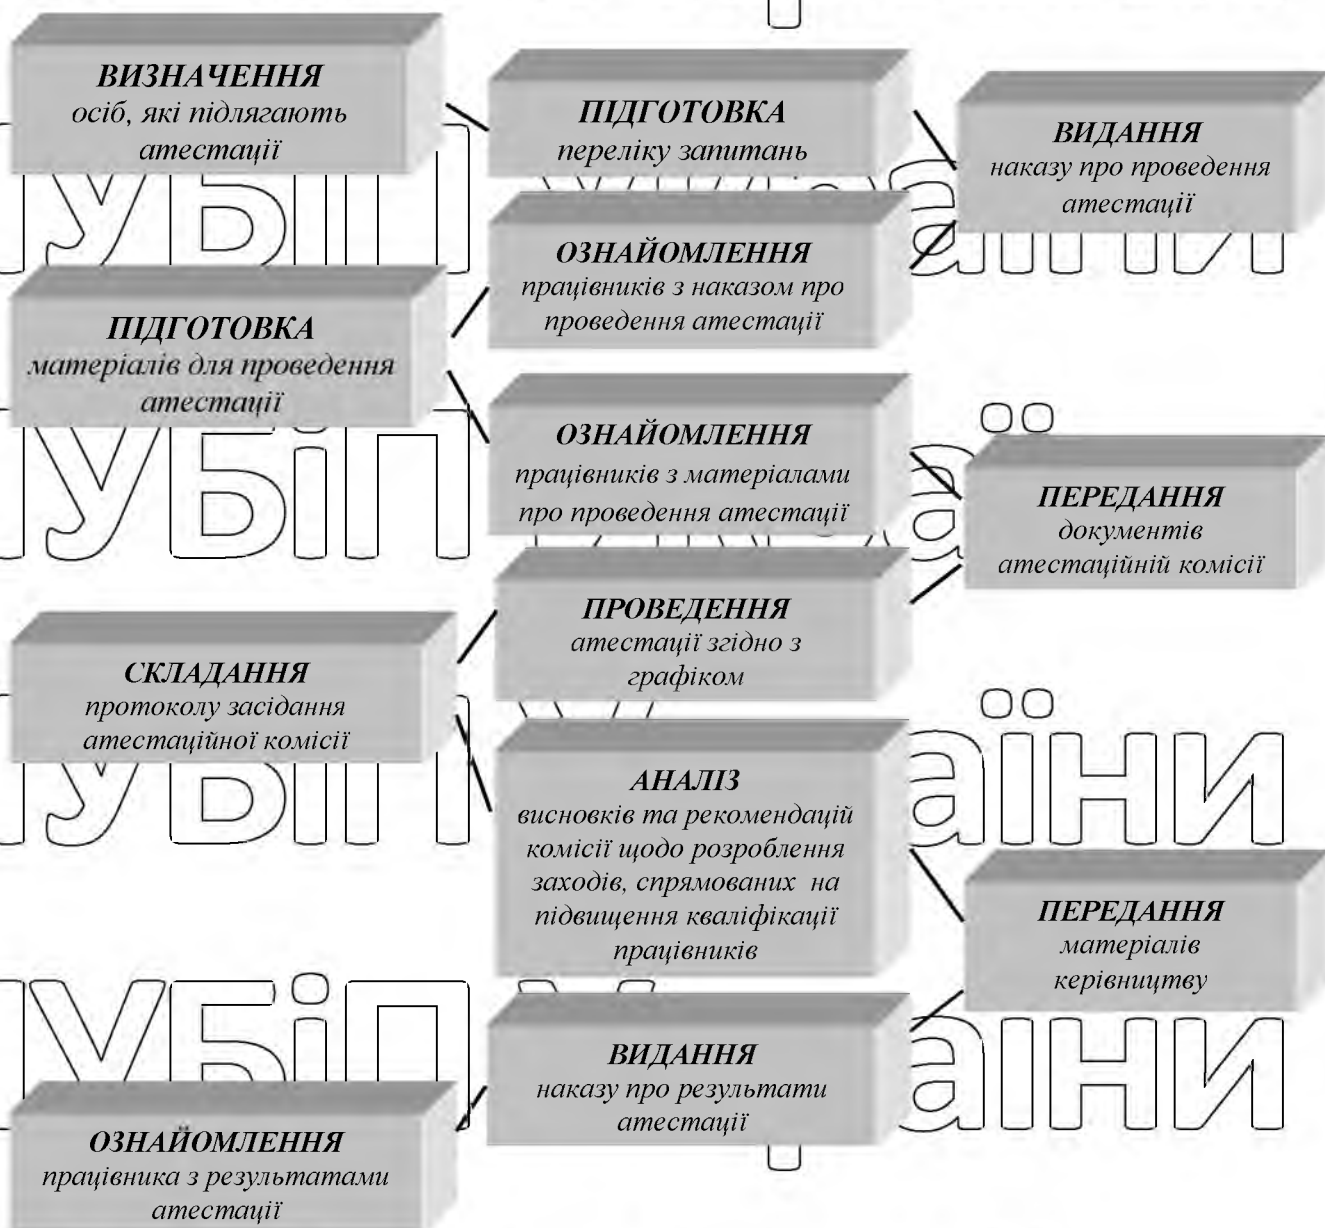 ВИЗНАЧЕННЯ
осіб, які підлягають
атестації
ПІДГОТОВКА
переліку запитань
ВИДАННЯ
наказу про проведення
атестації
ОЗНАЙОМЛЕННЯ
працівників з наказом про
проведення атестації
ПІДГОТОВКА
матеріалів для проведення
атестації
ОЗНАЙОМЛЕННЯ
працівників з матеріалами
про проведення атестації
ПЕРЕДАННЯ
документів
атестаційній комісії
ПРОВЕДЕННЯ
атестації згідно з
графіком
СКЛАДАННЯ
протоколу засідання
атестаційної комісії
АНАЛІЗ
висновків та рекомендацій
комісії щодо розроблення
заходів, спрямованих на
підвищення кваліфікації
працівників
ПЕРЕДАННЯ
матеріалів
керівництву
ВИДАННЯ
наказу про результати
атестації
ОЗНАЙОМЛЕННЯ
працівника з результатами
атестації